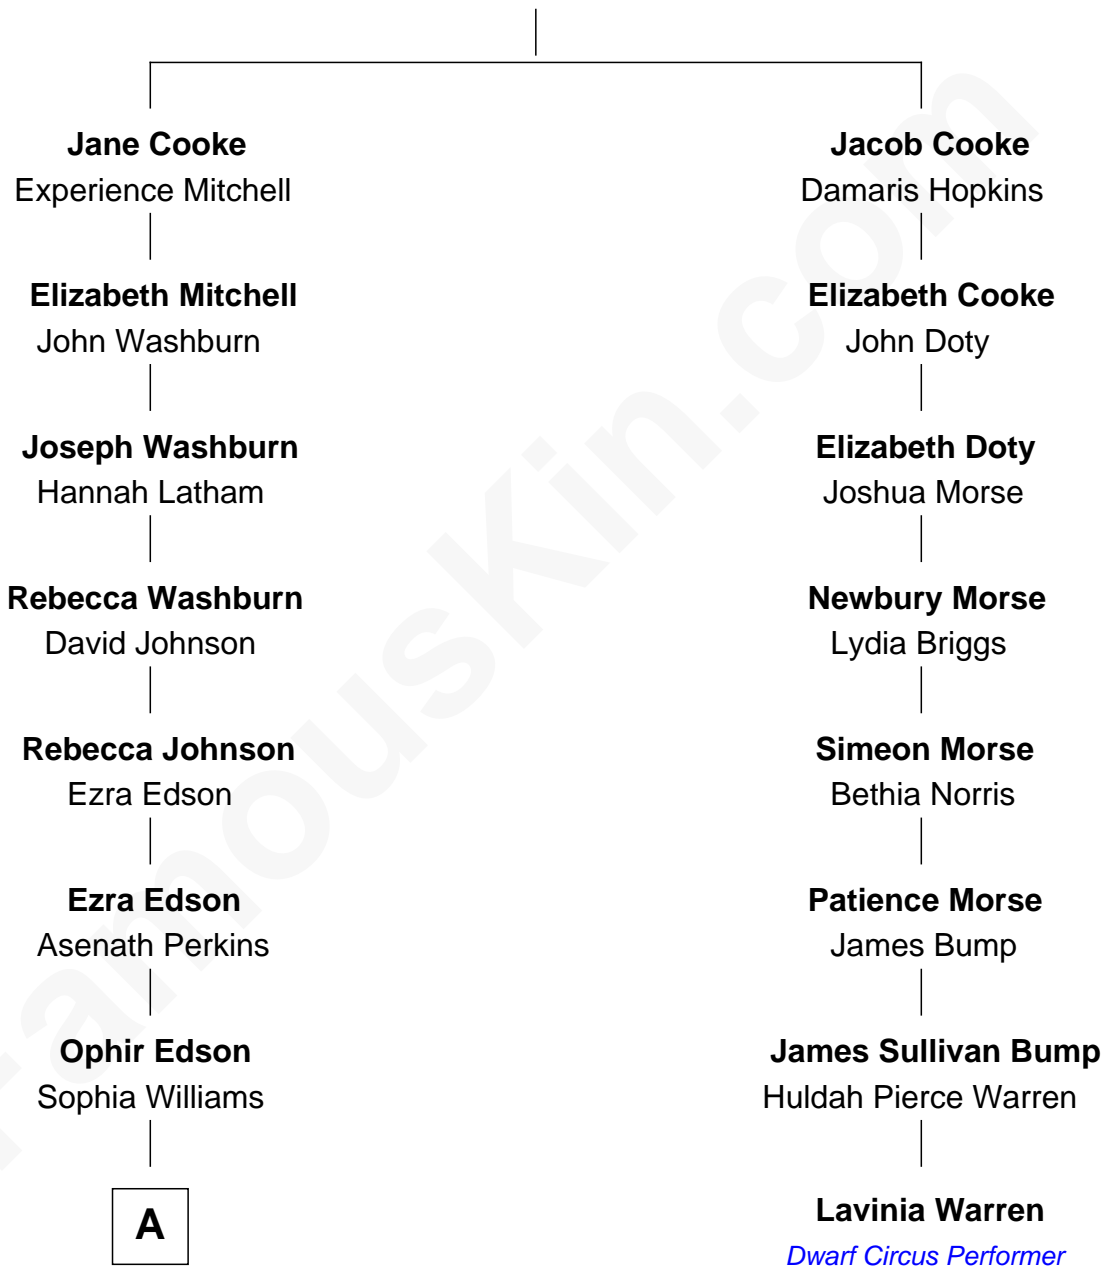 Jane Cooke
Experience Mitchell
Jacob Cooke
Damaris Hopkins
Elizabeth Mitchell
John Washburn
Elizabeth Cooke
John Doty
Joseph Washburn
Hannah Latham
Elizabeth Doty
Joshua Morse
Rebecca Washburn
David Johnson
Newbury Morse
Lydia Briggs
Rebecca Johnson
Ezra Edson
Simeon Morse
Bethia Norris
Ezra Edson
Asenath Perkins
Patience Morse
James Bump
Ophir Edson
Sophia Williams
James Sullivan Bump
Huldah Pierce Warren
A
Lavinia Warren
Dwarf Circus Performer
FamousKin.com